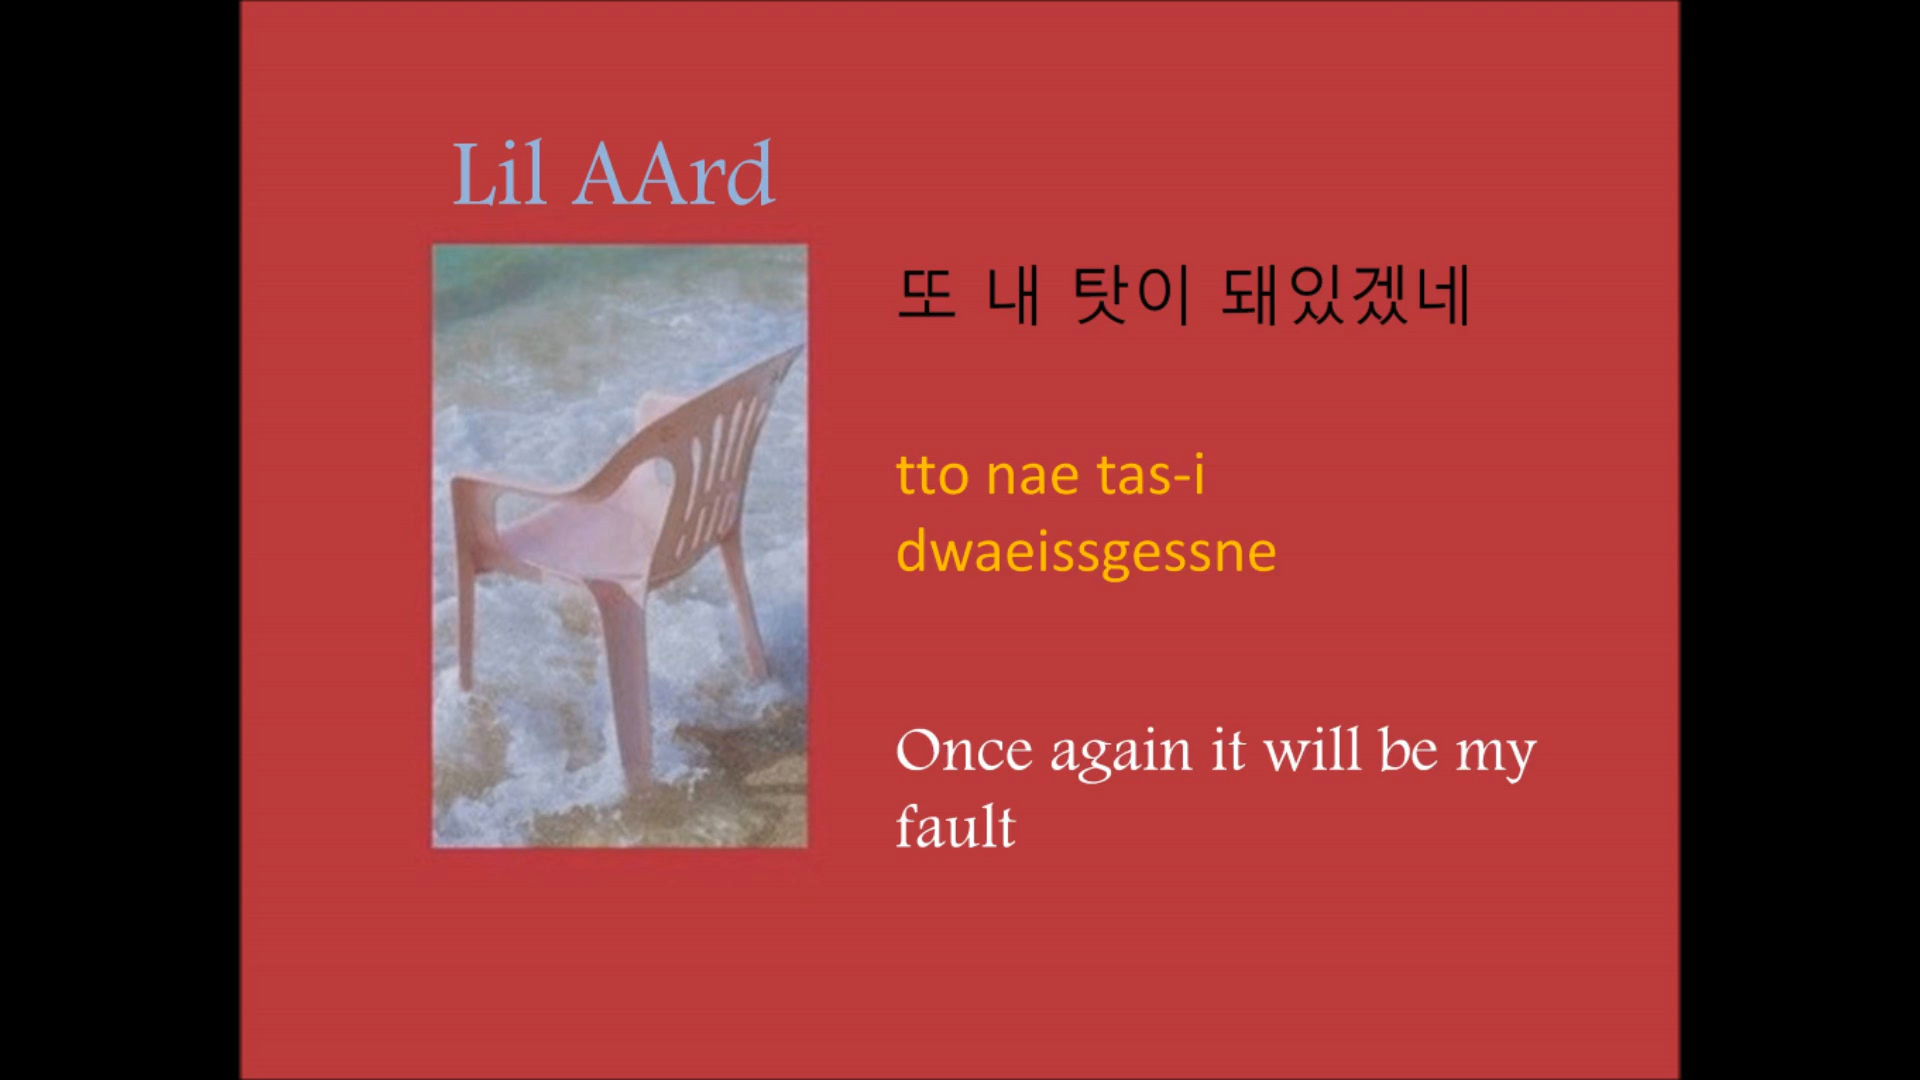 Lil AArd
또 내 탓이 돼있겠네
tto nae tas-i
dwaeissgessne
Once again it will be my
fault